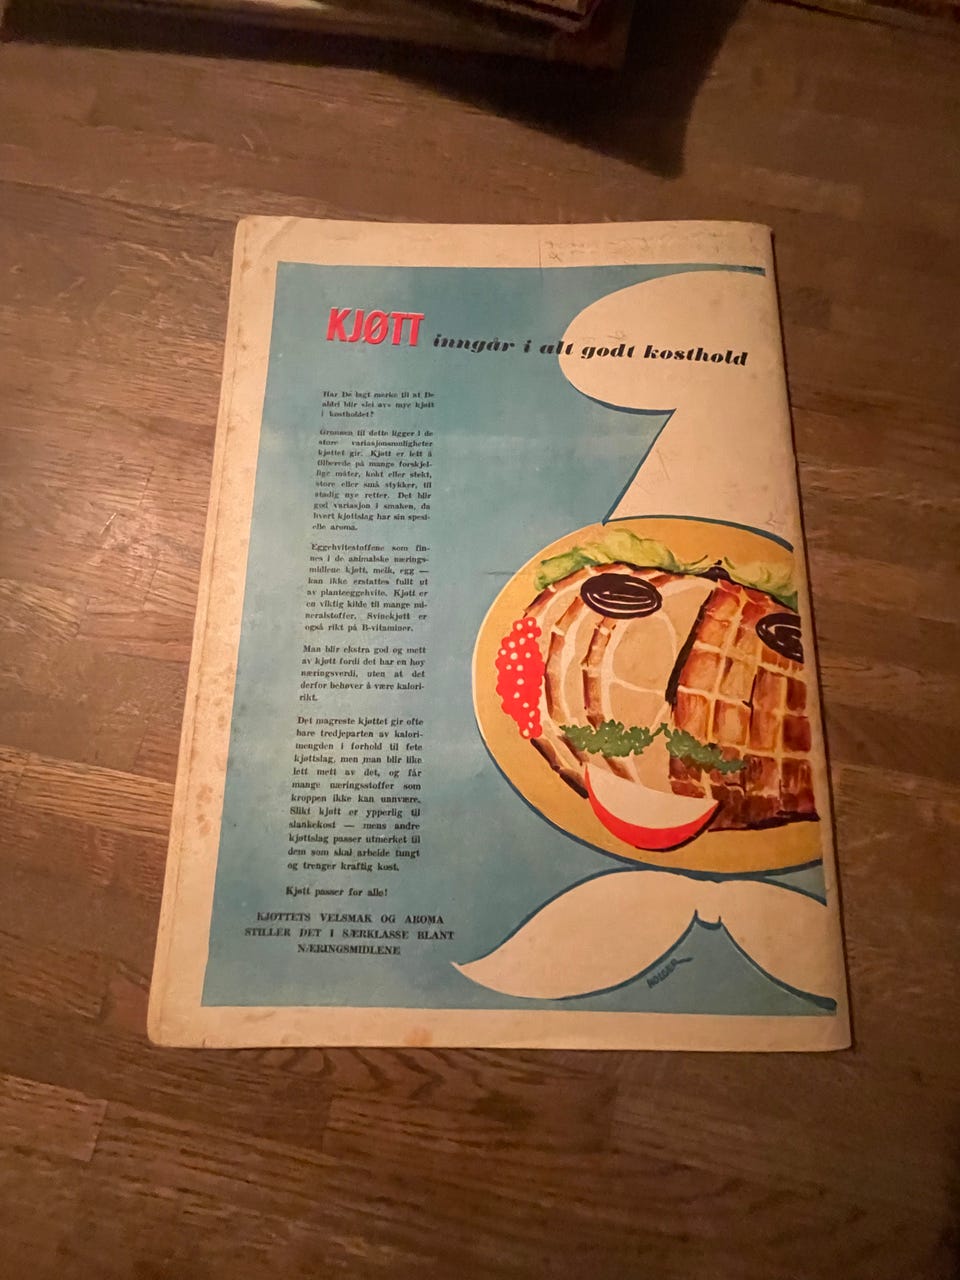 KJØTT inngår i alt godt kosthold
Har De lagt merke til at De
aldri blir «lei av» mye kjøtt
i kostholdet?
Grunnen til dette ligger i de
store variasjonsmuligheter
kjøttet gir. Kjøtt er lett å
tilberede på mange forskjel-
lige måter, kokt eller stekt,
store eller små stykker, til
stadig nye retter. Det blir
god variasjon i smaken, da
hvert kjøttslag har sin spesi-
elle aroma.
Eggehvitestoffene som fin-
nes i de animalske nærings-
midlene kjøtt, melk, egg —
kan ikke erstattes fullt ut
av planteeggehvite. Kjøtt er
en viktig kilde til mange mi-
neralstoffer. Svinekjøtt er
også rikt på B-vitaminer.
Man blir ekstra god og mett
av kjøtt fordi det har en høy
næringsverdi, uten at det
derfor behøver å være kalori-
rikt.
Det magreste kjøttet gir ofte
bare tredjeparten av kalori-
mengden i forhold til fete
kjøttslag, men man blir like
lett mett av det, og får
mange næringsstoffer som
kroppen ikke kan unnvære.
Slikt kjøtt er ypperlig til
slankekost — mens andre
kjøttslag passer utmerket til
dem som skal arbeide tungt
og trenger kraftig kost.
Kjøtt passer for alle!
KJØTTETS VELSMAK OG AROMA
STILLER DET I SÆRKLASSE BLANT
NÆRINGSMIDLENE